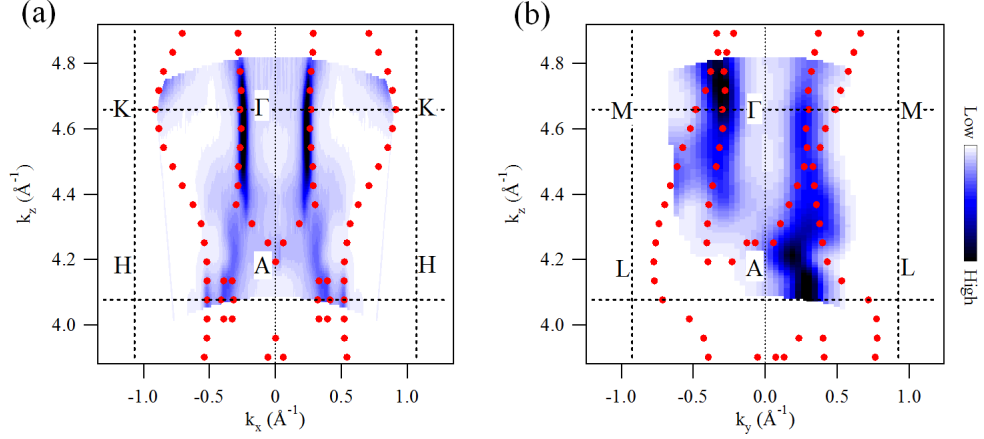 (a)
(b)
4.8
4.6
4.4
4.2
4.0
k_z (Å⁻¹)
K
Γ
K
H
A
H
-1.0 -0.5 0.0 0.5 1.0
k_x (Å⁻¹)
4.8
4.6
4.4
4.2
4.0
k_z (Å⁻¹)
M
Γ
M
L
A
L
-1.0 -0.5 0.0 0.5 1.0
k_y (Å⁻¹)
Low
High